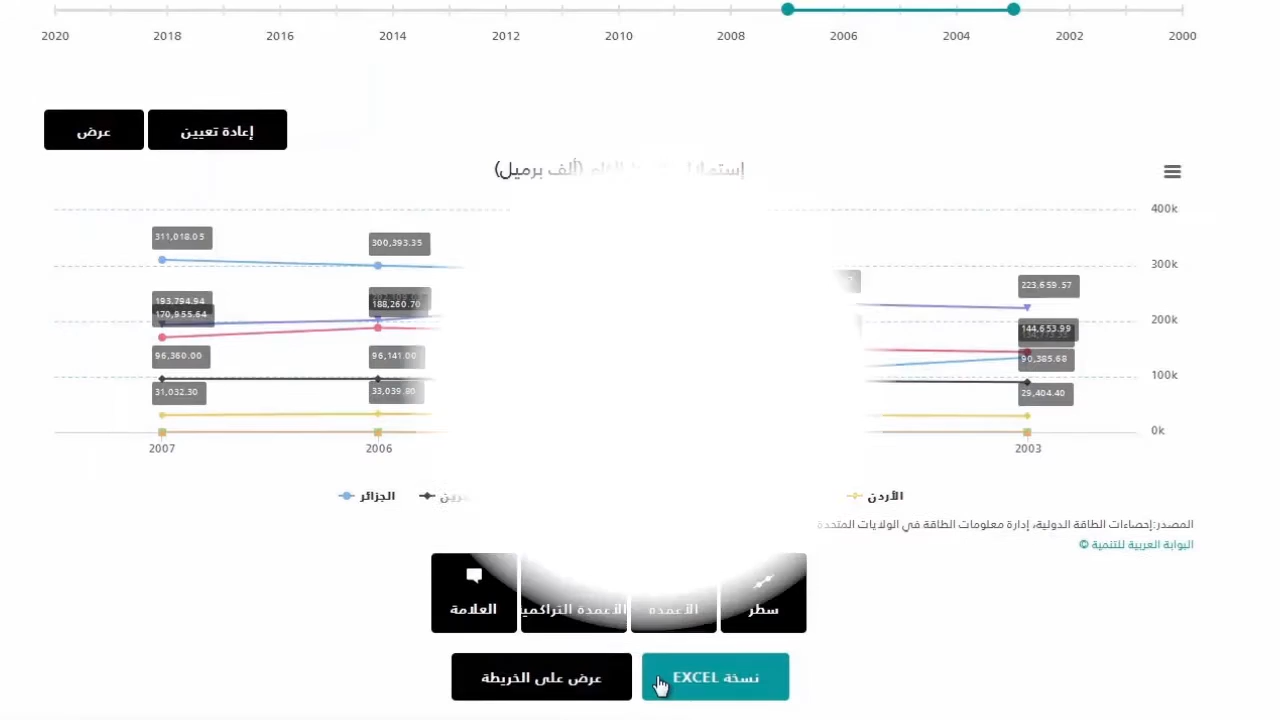 2020 2018 2016 2014 2012 2010 2008 2006 2004 2002 2000
إعادة تعيين
عرض
(ألف برميل)
400k
300k
200k
100k
0k
311,018.05
300,393.35
223,659.57
193,794.94
188,260.70
170,955.64
144,653.99
96,360.00
96,141.00
90,385.68
31,032.30
33,039.80
29,404.40
2007 2006 2003
الجزائر
الأردن
المصدر:إحصاءات الطاقة الدولية، إدارة معلومات الطاقة في الولايات المتحدة
البوابة العربية للتنمية ©
سطر
الأعمدة
الأعمدة التراكمي
العلامة
نسخة EXCEL
عرض على الخريطة